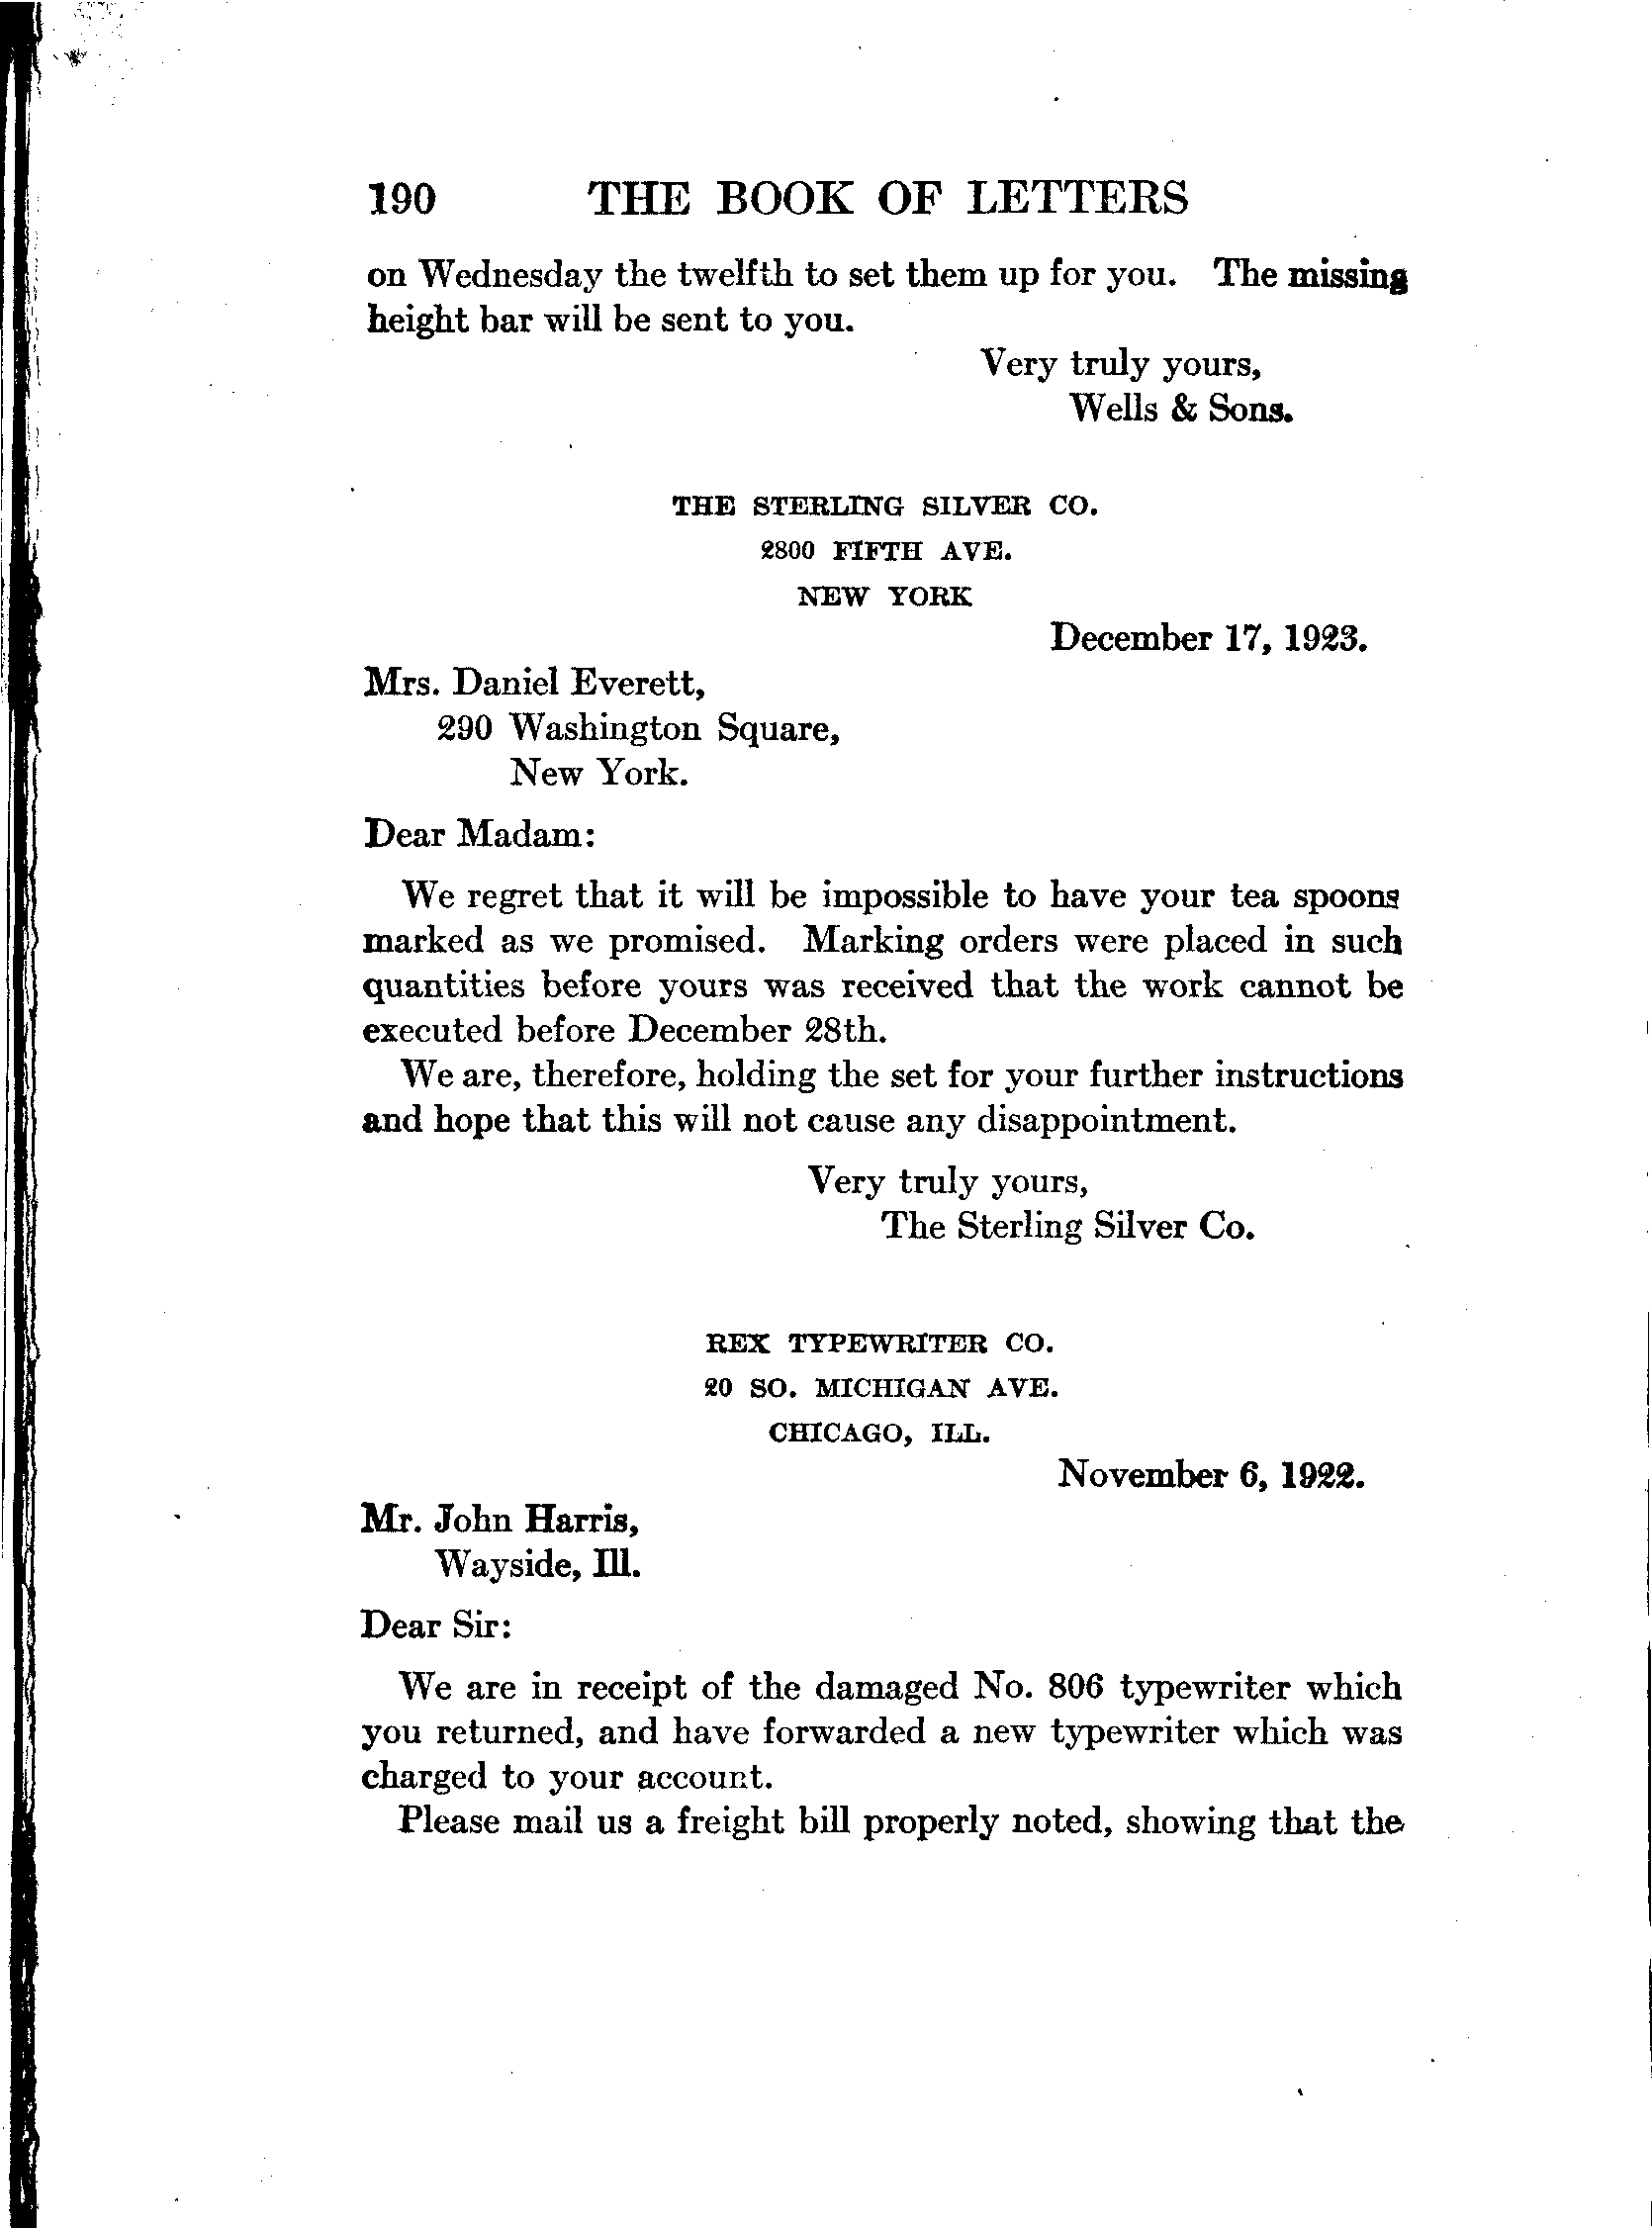 190 THE BOOK OF LETTERS
on Wednesday the twelfth to set them up for you. The missing
height bar will be sent to you.
Very truly yours,
Wells & Sons.
THE STERLING SILVER CO.
2800 FIFTH AVE.
NEW YORK
December 17, 1923.
Mrs. Daniel Everett,
290 Washington Square,
New York.
Dear Madam:
We regret that it will be impossible to have your tea spoons
marked as we promised. Marking orders were placed in such
quantities before yours was received that the work cannot be
executed before December 28th.
We are, therefore, holding the set for your further instructions
and hope that this will not cause any disappointment.
Very truly yours,
The Sterling Silver Co.
REX TYPEWRITER CO.
20 SO. MICHIGAN AVE.
CHICAGO, ILL.
November 6, 1922.
Mr. John Harris,
Wayside, Ill.
Dear Sir:
We are in receipt of the damaged No. 806 typewriter which
you returned, and have forwarded a new typewriter which was
charged to your account.
Please mail us a freight bill properly noted, showing that the